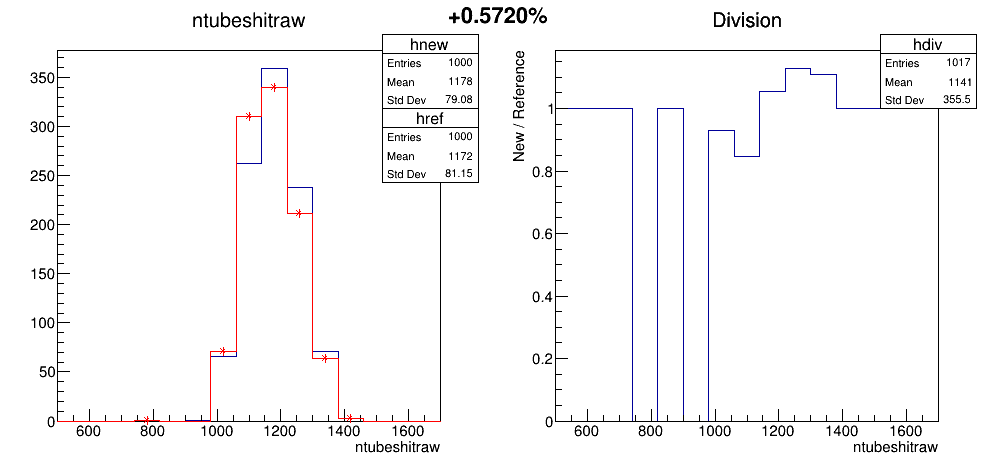 +0.5720%
ntubeshitraw
hnew
Entries 1000
Mean 1178
Std Dev 79.08
href
Entries 1000
Mean 1172
Std Dev 81.15
350
300
250
200
150
100
50
0
600 800 1000 1200 1400 1600
ntubeshitraw
Division
hdiv
Entries 1017
Mean 1141
Std Dev 355.5
New / Reference
1
0.8
0.6
0.4
0.2
0
600 800 1000 1200 1400 1600
ntubeshitraw